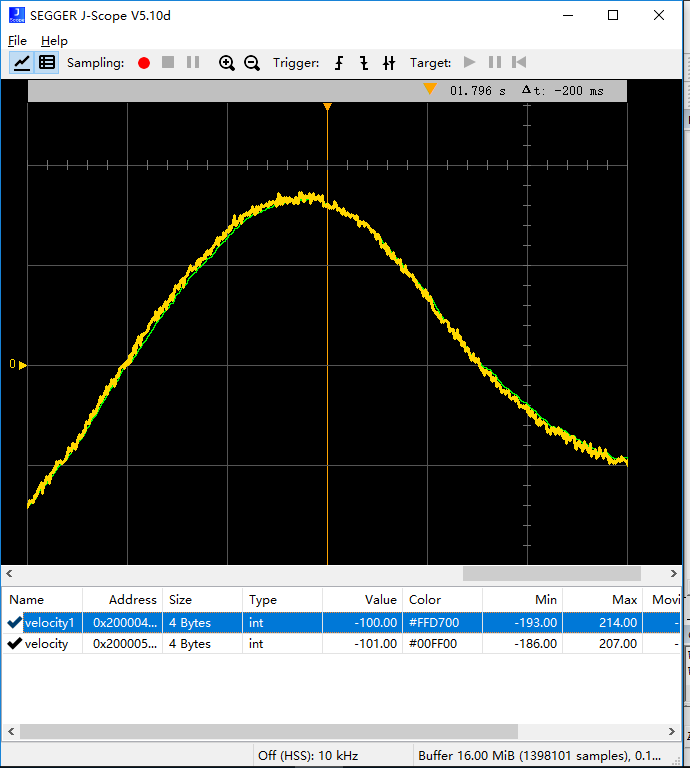 SEGGER J-Scope V5.10d
File Help
Sampling: Trigger: Target:
01.796 s Δt: -200 ms
0
Name Address Size Type Value Color Min Max Movi
velocity1 0x200004... 4 Bytes int -100.00 #FFD700 -193.00 214.00 -
velocity 0x200005... 4 Bytes int -101.00 #00FF00 -186.00 207.00 -
Off (HSS): 10 kHz Buffer 16.00 MiB (1398101 samples), 0.1...